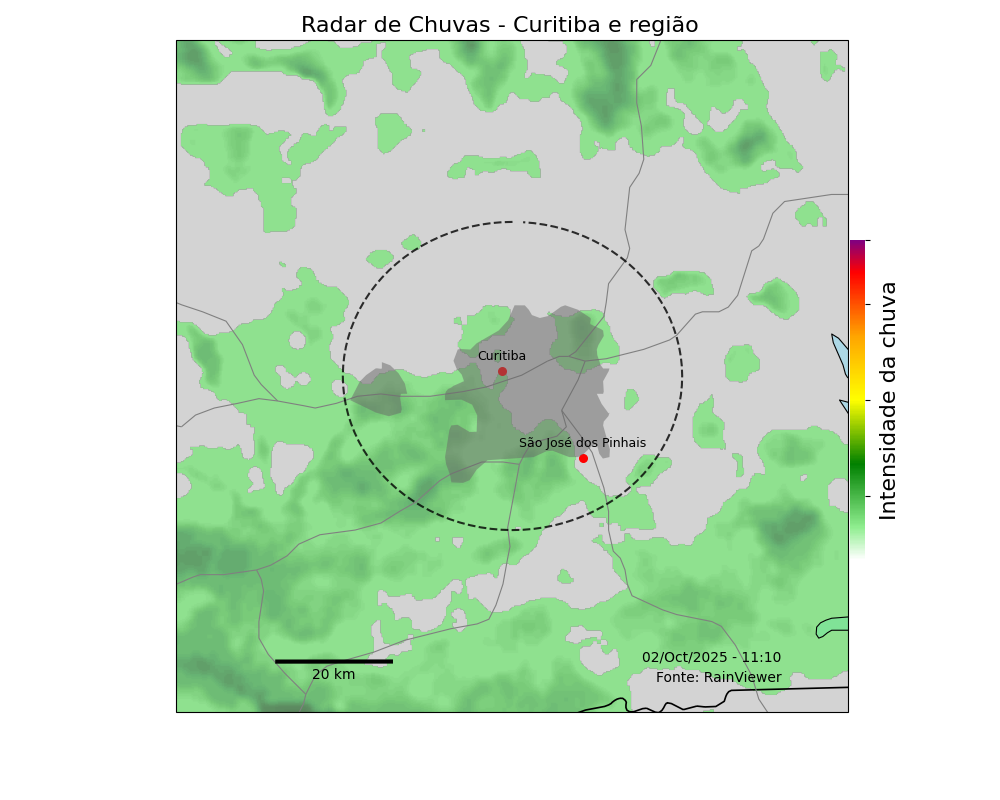 Radar de Chuvas - Curitiba e região
Curitiba
São José dos Pinhais
Intensidade da chuva
02/Oct/2025 - 11:10
Fonte: RainViewer
20 km